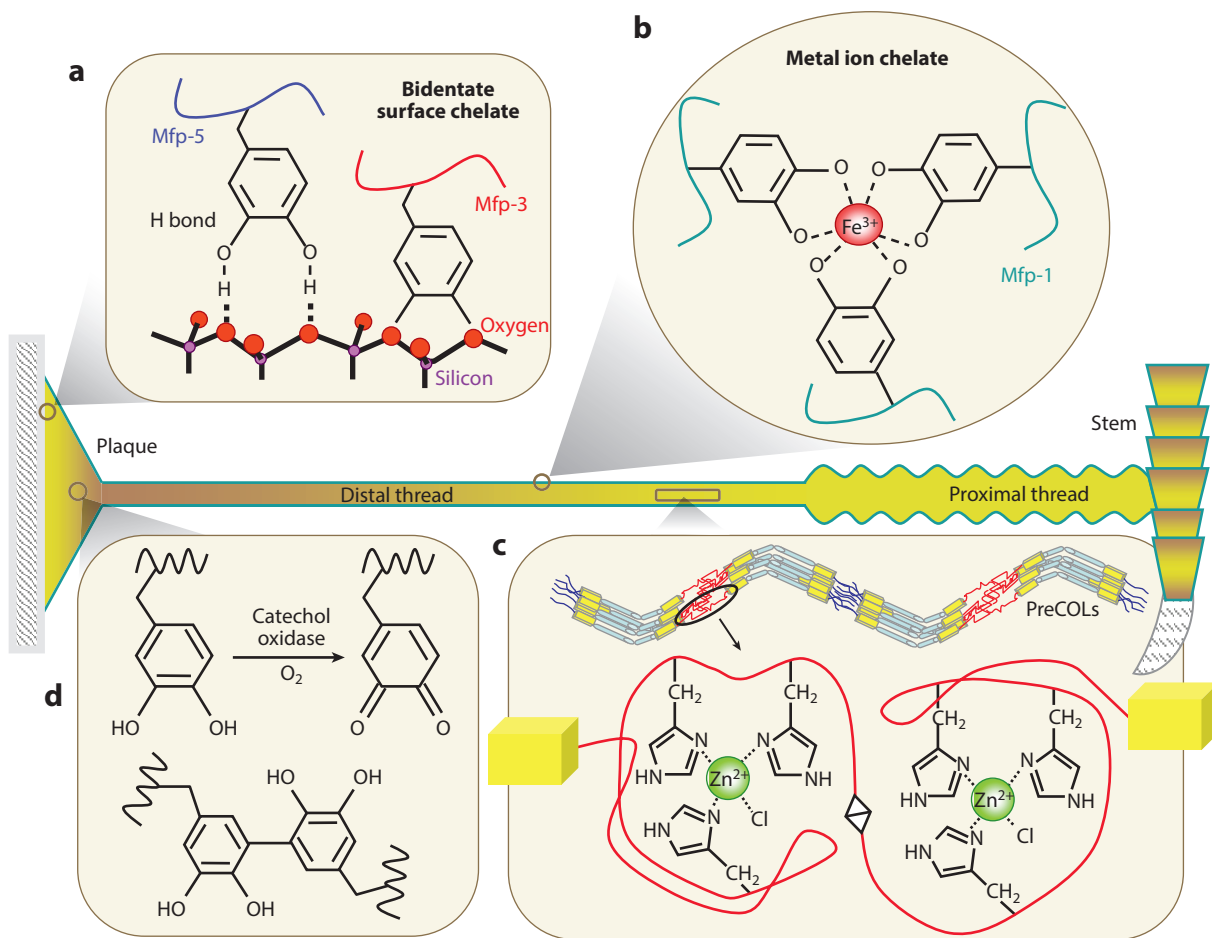 a
Bidentate
surface chelate
Mfp-5
Mfp-3
H bond
O
O
H
H
Oxygen
Silicon
b
Metal ion chelate
O
O
Fe³⁺
O
O
O
O
Mfp-1
Plaque
Stem
Distal thread
Proximal thread
c
PreCOLs
CH₂
CH₂
N
N
HN
NH
Zn²⁺
N
Cl
HN
CH₂
CH₂
CH₂
N
N
HN
NH
Zn²⁺
N
Cl
HN
CH₂
d
Catechol
oxidase
O₂
HO
OH
O
O
HO
OH
HO
OH